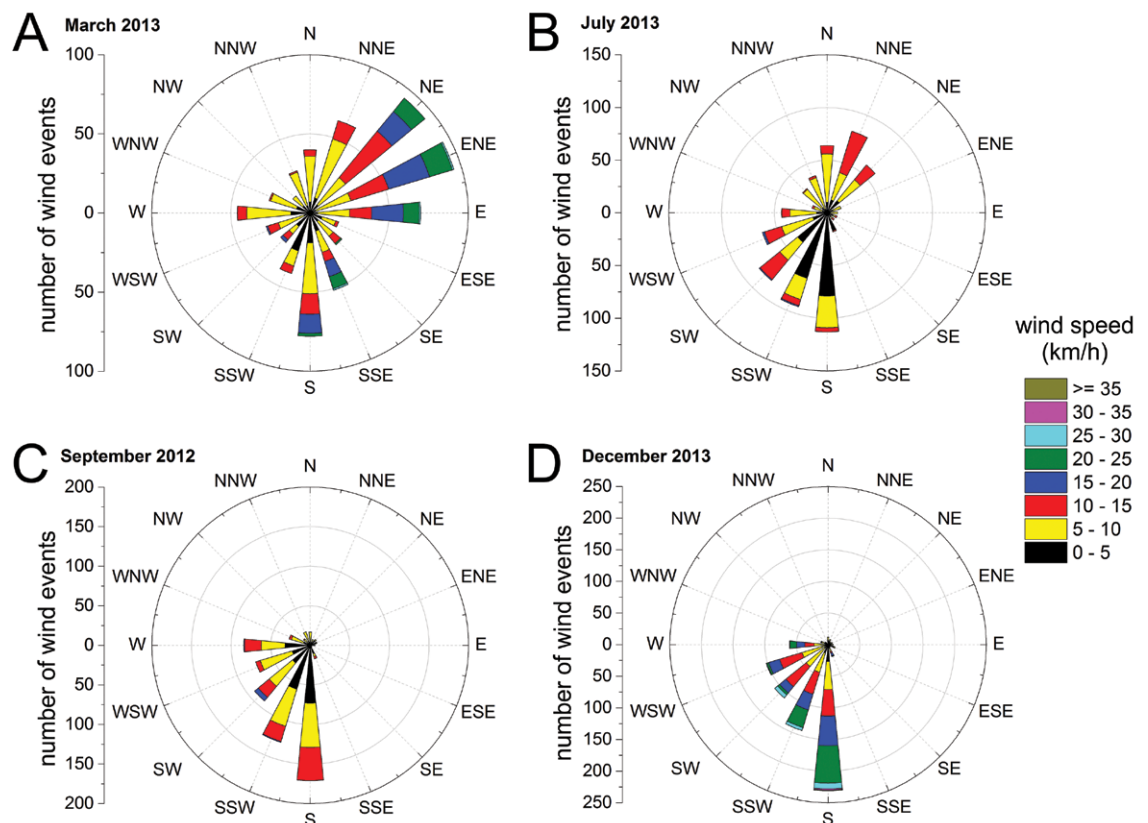 A March 2013
number of wind events
100
50
0
50
100
N
NNE
NE
ENE
E
ESE
SE
SSE
S
SSW
SW
WSW
W
WNW
NW
NNW
B July 2013
number of wind events
150
100
50
0
50
100
150
N
NNE
NE
ENE
E
ESE
SE
SSE
S
SSW
SW
WSW
W
WNW
NW
NNW
wind speed
(km/h)
>= 35
30 - 35
25 - 30
20 - 25
15 - 20
10 - 15
5 - 10
0 - 5
C September 2012
number of wind events
200
150
100
50
0
50
100
150
200
N
NNE
NE
ENE
E
ESE
SE
SSE
S
SSW
SW
WSW
W
WNW
NW
NNW
D December 2013
number of wind events
250
200
150
100
50
0
50
100
150
200
250
N
NNE
NE
ENE
E
ESE
SE
SSE
S
SSW
SW
WSW
W
WNW
NW
NNW